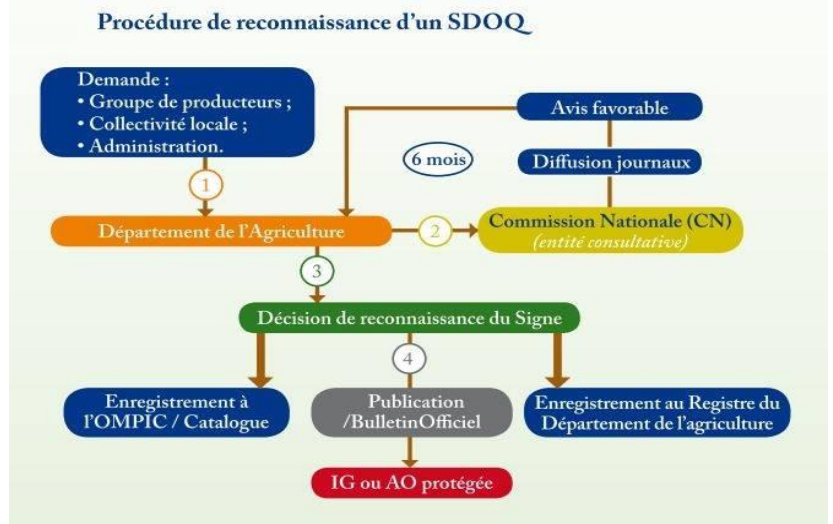 Procédure de reconnaissance d'un SDOQ
Demande :
• Groupe de producteurs ;
• Collectivité locale ;
• Administration.
Avis favorable
6 mois
Diffusion journaux
1
Département de l'Agriculture
2
Commission Nationale (CN)
(entité consultative)
3
Décision de reconnaissance du Signe
4
Enregistrement à
l'OMPIC / Catalogue
Publication
/BulletinOfficiel
Enregistrement au Registre du
Département de l'agriculture
IG ou AO protégée